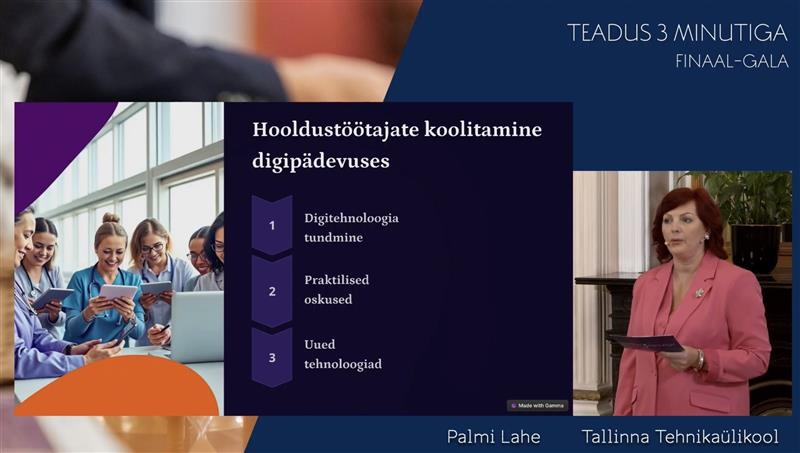 TEADUS 3 MINUTIGA
FINAAL-GALA
Hooldustöötajate koolitamine
digipädevuses
1
Digitehnoloogia
tundmine
2
Praktilised
oskused
3
Uued
tehnoloogiad
Made with Gamma
Palmi Lahe
Tallinna Tehnikaülikool